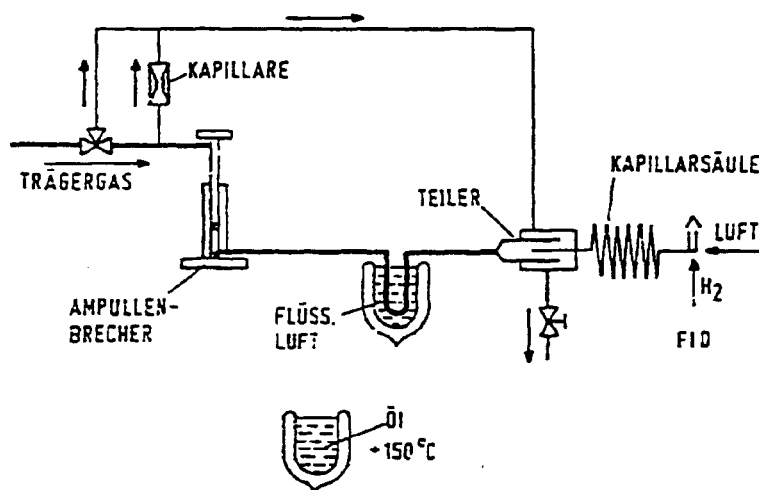 KAPILLARE
TRÄGERGAS
KAPILLARSÄULE
TEILER
LUFT
H2
AMPULLEN-
BRECHER
FLÜSS.
LUFT
FID
ÖL
+150°C